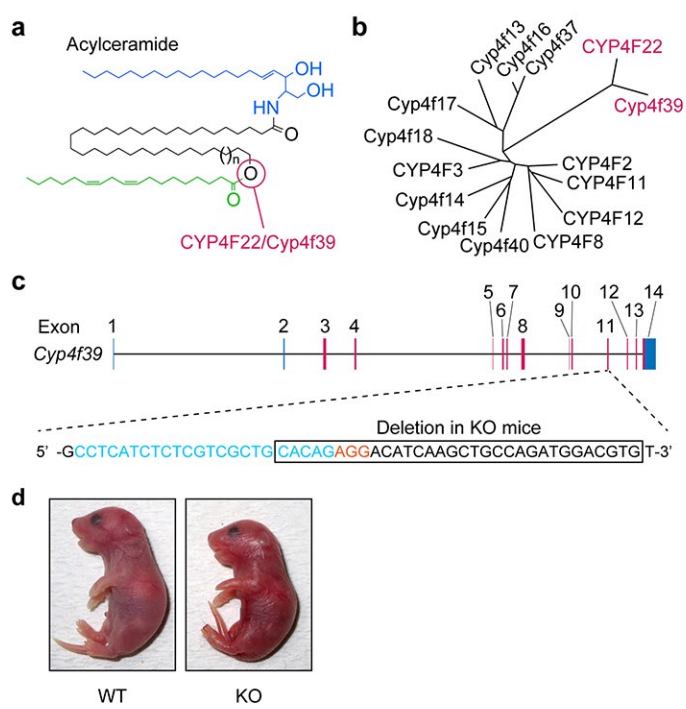 a
Acylceramide
OH
OH
HN
O
( )n
O
O
CYP4F22/Cyp4f39
b
Cyp4f13
Cyp4f16
Cyp4f37
CYP4F22
Cyp4f39
Cyp4f17
Cyp4f18
CYP4F3
Cyp4f14
Cyp4f15
Cyp4f40
CYP4F8
CYP4F12
CYP4F11
CYP4F2
c
Exon 1 2 3 4 5 6 7 8 9 10 11 12 13 14
Cyp4f39
Deletion in KO mice
5' -GCCTCATCTCTCGTCGCTGCACAGAGGACATCAAGCTGCCAGATGGACGTGT-3'
d
WT KO